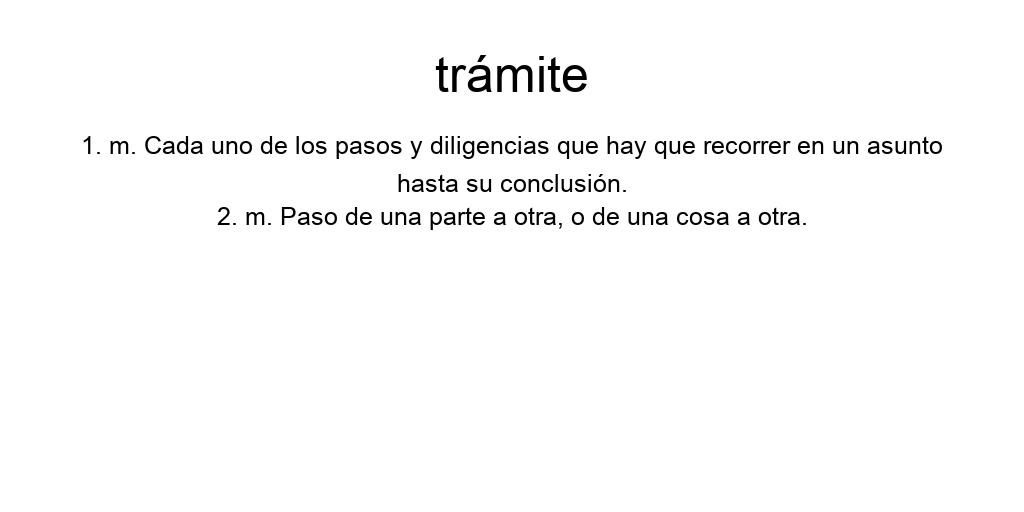 trámite
1. m. Cada uno de los pasos y diligencias que hay que recorrer en un asunto
hasta su conclusión.
2. m. Paso de una parte a otra, o de una cosa a otra.